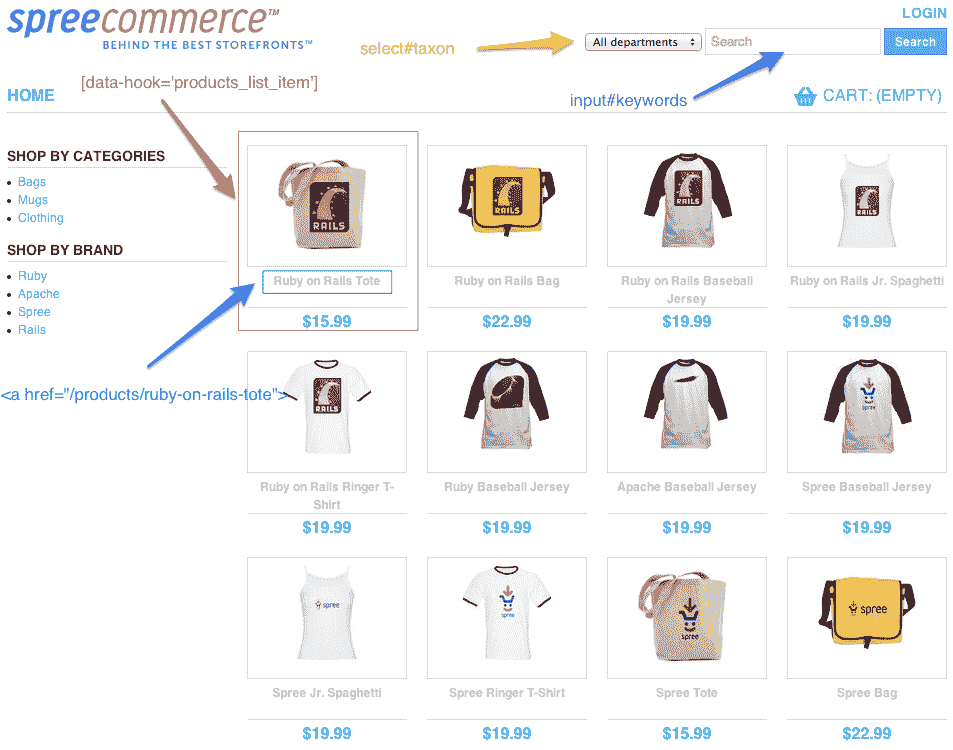 spreecommerce™
BEHIND THE BEST STOREFRONTS™
LOGIN
select#taxon
All departments
Search
Search
[data-hook='products_list_item']
input#keywords
HOME
CART: (EMPTY)
SHOP BY CATEGORIES
Bags
Mugs
Clothing
SHOP BY BRAND
Ruby
Apache
Spree
Rails
<a href="/products/ruby-on-rails-tote">
RAILS
RAILS
RAILS
RAILS
Ruby on Rails Tote
Ruby on Rails Bag
Ruby on Rails Baseball
Jersey
Ruby on Rails Jr. Spaghetti
$15.99
$22.99
$19.99
$19.99
RAILS
spree
Ruby on Rails Ringer T-
Shirt
Ruby Baseball Jersey
Apache Baseball Jersey
Spree Baseball Jersey
$19.99
$19.99
$19.99
$19.99
spree
spree
spree
spree
Spree Jr. Spaghetti
Spree Ringer T-Shirt
Spree Tote
Spree Bag
$19.99
$19.99
$15.99
$22.99